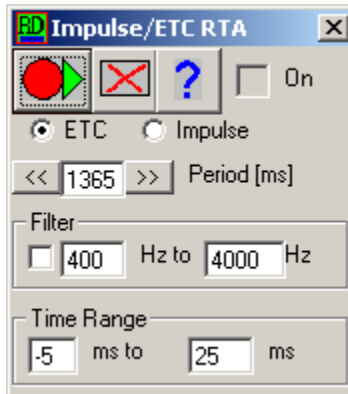 RD Impulse/ETC RTA
? On
ETC Impulse
<< 1365 >> Period [ms]
Filter
400 Hz to 4000 Hz
Time Range
-5 ms to 25 ms